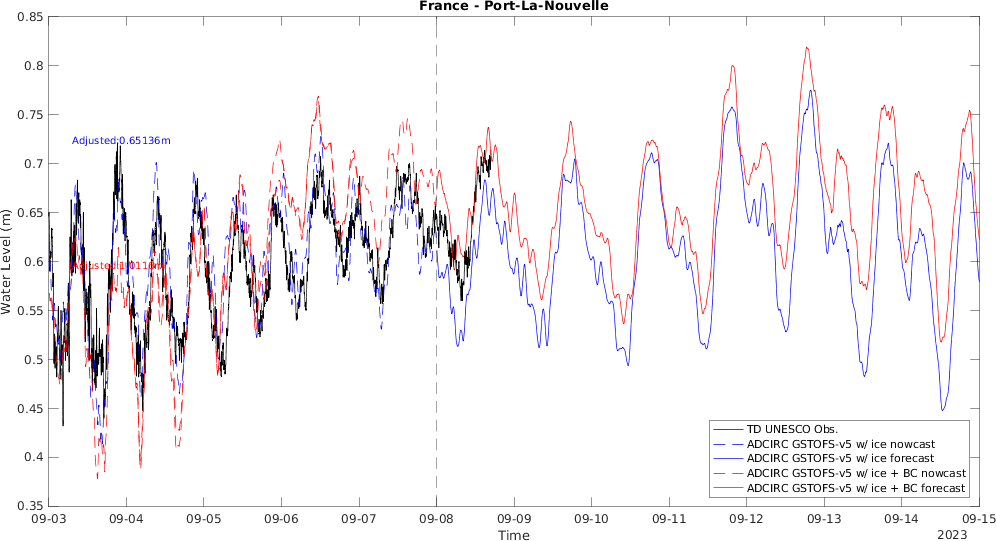 France - Port-La-Nouvelle
0.85
0.8
0.75
0.7
0.65
0.6
0.55
0.5
0.45
0.4
0.35
Water Level (m)
Adjusted:0.65136m
TD UNESCO Obs.
ADCIRC GSTOFS-v5 w/ ice nowcast
ADCIRC GSTOFS-v5 w/ ice forecast
ADCIRC GSTOFS-v5 w/ ice + BC nowcast
ADCIRC GSTOFS-v5 w/ ice + BC forecast
09-03 09-04 09-05 09-06 09-07 09-08 09-09 09-10 09-11 09-12 09-13 09-14 09-15
Time
2023